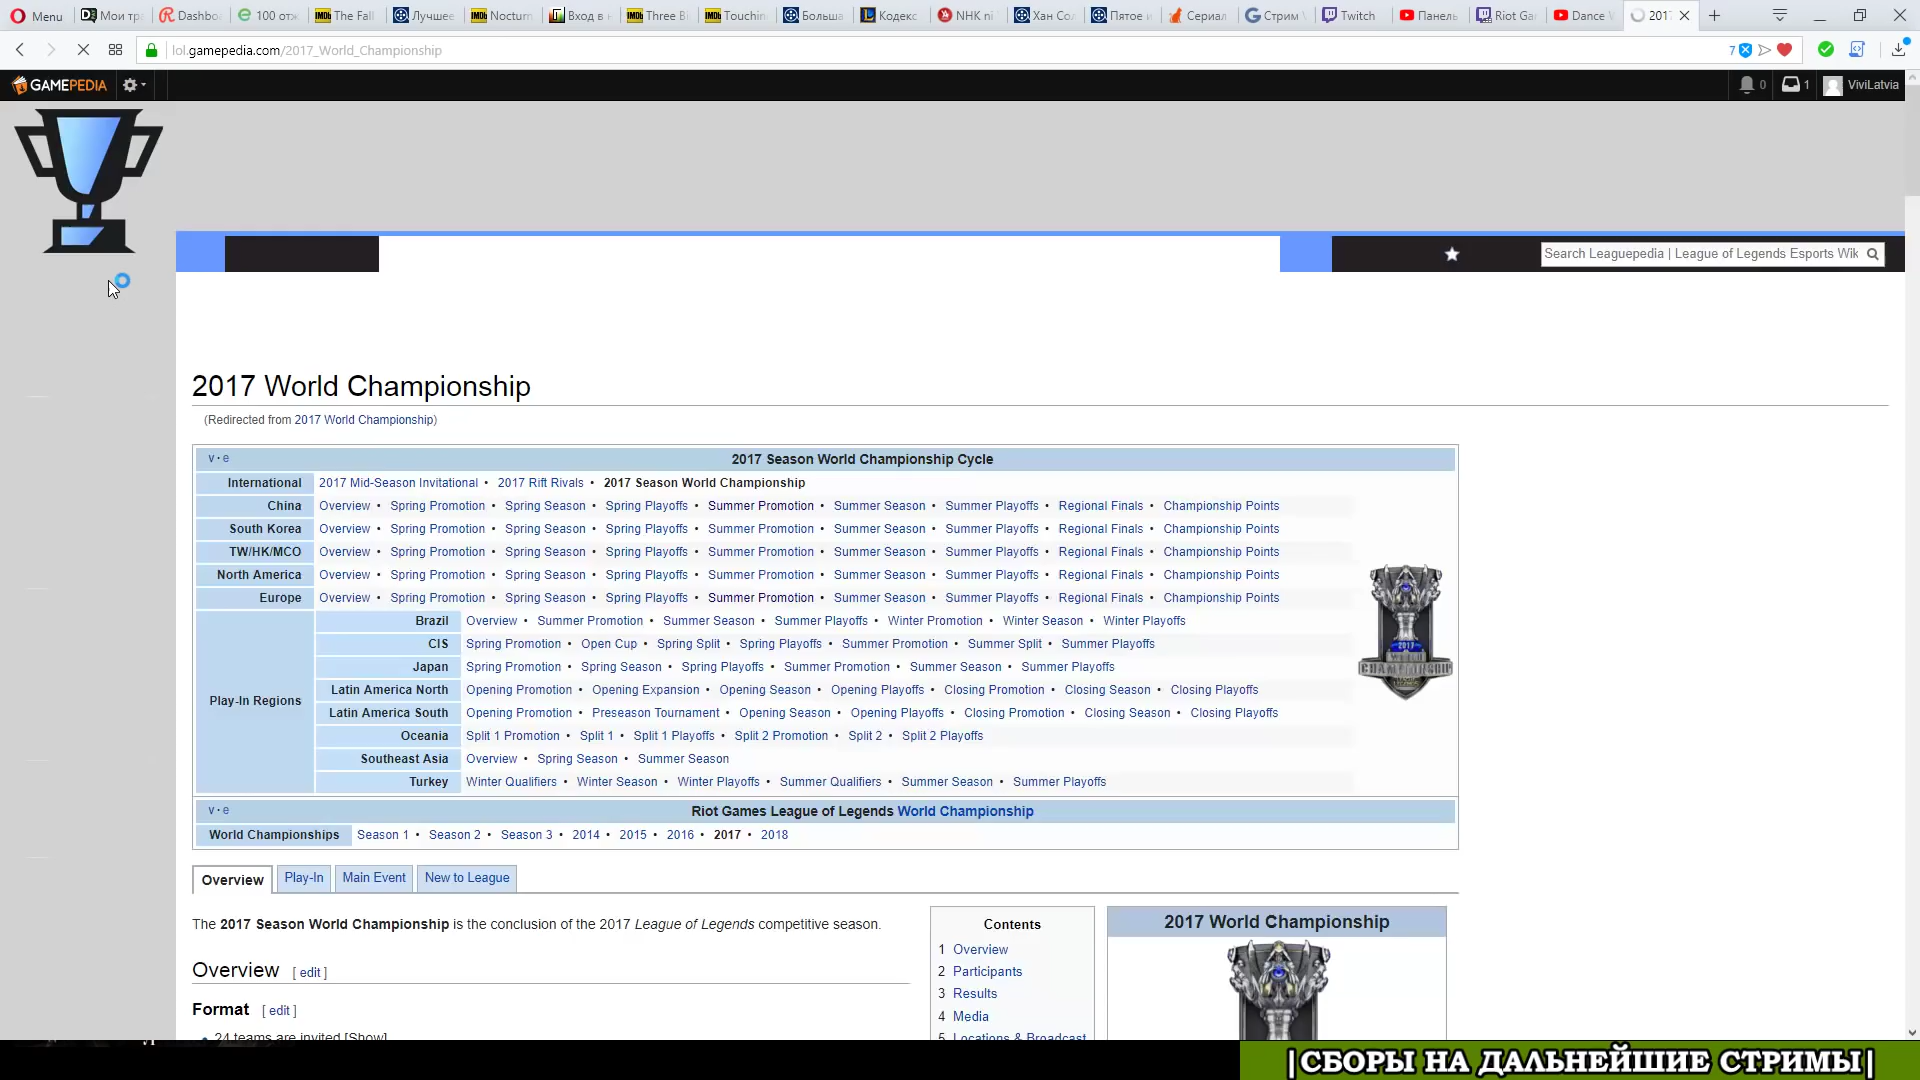 Menu Мои тр Dashbo 100 отж The Fall Лучшее Nocturn Вход в Three B Touchin Больша Кодекс NHK ni Хан Со Пятое Сериал Стрим Twitch Панель Riot Ga Dance 2017
lol.gamepedia.com/2017_World_Championship 7
GAMEPEDIA 0 1 ViviLatvia
Search Leaguepedia | League of Legends Esports Wik
2017 World Championship
(Redirected from 2017 World Championship)
v · e 2017 Season World Championship Cycle
International 2017 Mid-Season Invitational • 2017 Rift Rivals • 2017 Season World Championship
China Overview • Spring Promotion • Spring Season • Spring Playoffs • Summer Promotion • Summer Season • Summer Playoffs • Regional Finals • Championship Points
South Korea Overview • Spring Promotion • Spring Season • Spring Playoffs • Summer Promotion • Summer Season • Summer Playoffs • Regional Finals • Championship Points
TW/HK/MCO Overview • Spring Promotion • Spring Season • Spring Playoffs • Summer Promotion • Summer Season • Summer Playoffs • Regional Finals • Championship Points
North America Overview • Spring Promotion • Spring Season • Spring Playoffs • Summer Promotion • Summer Season • Summer Playoffs • Regional Finals • Championship Points
Europe Overview • Spring Promotion • Spring Season • Spring Playoffs • Summer Promotion • Summer Season • Summer Playoffs • Regional Finals • Championship Points
Play-In Regions
Brazil Overview • Summer Promotion • Summer Season • Summer Playoffs • Winter Promotion • Winter Season • Winter Playoffs
CIS Spring Promotion • Open Cup • Spring Split • Spring Playoffs • Summer Promotion • Summer Split • Summer Playoffs
Japan Spring Promotion • Spring Season • Spring Playoffs • Summer Promotion • Summer Season • Summer Playoffs
Latin America North Opening Promotion • Opening Expansion • Opening Season • Opening Playoffs • Closing Promotion • Closing Season • Closing Playoffs
Latin America South Opening Promotion • Preseason Tournament • Opening Season • Opening Playoffs • Closing Promotion • Closing Season • Closing Playoffs
Oceania Split 1 Promotion • Split 1 • Split 1 Playoffs • Split 2 Promotion • Split 2 • Split 2 Playoffs
Southeast Asia Overview • Spring Season • Summer Season
Turkey Winter Qualifiers • Winter Season • Winter Playoffs • Summer Qualifiers • Summer Season • Summer Playoffs
2017 CHAMPIONSHIP
v · e Riot Games League of Legends World Championship
World Championships Season 1 • Season 2 • Season 3 • 2014 • 2015 • 2016 • 2017 • 2018
Overview Play-In Main Event New to League
The 2017 Season World Championship is the conclusion of the 2017 League of Legends competitive season.
Overview [ edit ]
Format [ edit ]
24 teams are invited [Show]
Contents
1 Overview
2 Participants
3 Results
4 Media
5 Locations & Broadcast
2017 World Championship
|СБОРЫ НА ДАЛЬНЕЙШИЕ СТРИМЫ|